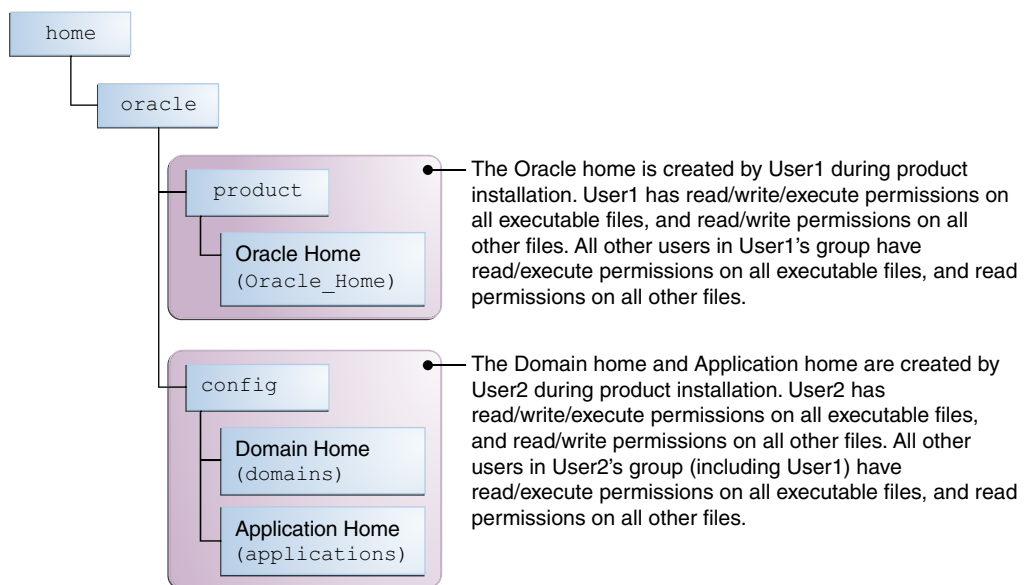 home
oracle
product
Oracle Home
(Oracle_Home)
The Oracle home is created by User1 during product
installation. User1 has read/write/execute permissions on
all executable files, and read/write permissions on all
other files. All other users in User1's group have
read/execute permissions on all executable files, and read
permissions on all other files.
config
Domain Home
(domains)
Application Home
(applications)
The Domain home and Application home are created by
User2 during product installation. User2 has
read/write/execute permissions on all executable files,
and read/write permissions on all other files. All other
users in User2's group (including User1) have
read/execute permissions on all executable files, and read
permissions on all other files.